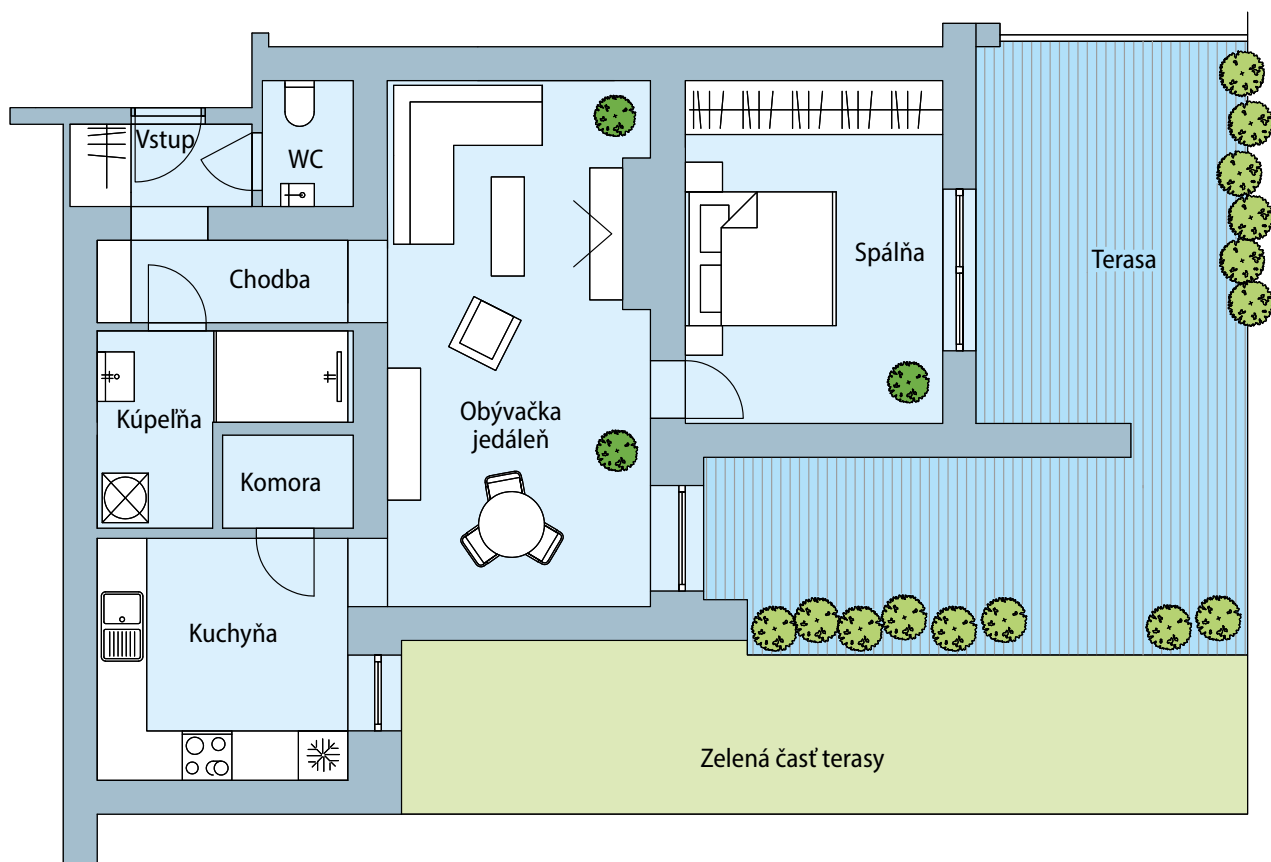 Vstup
WC
Chodba
Spálňa
Terasa
Kúpeľňa
Obývačka
jedáleň
Komora
Kuchyňa
Zelená časť terasy